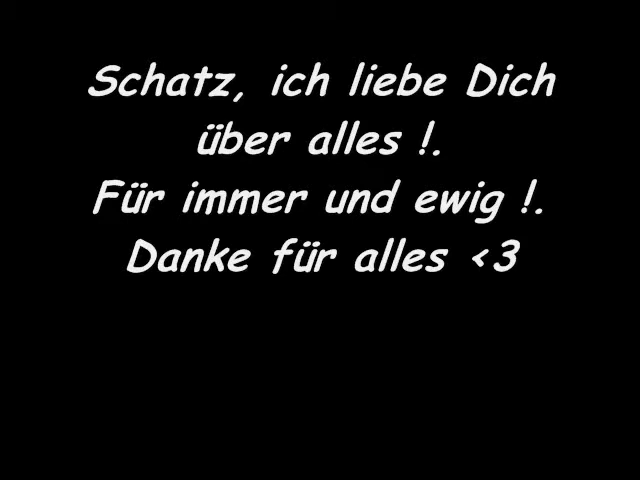 Schatz, ich liebe Dich
über alles !.
Für immer und ewig !.
Danke für alles <3